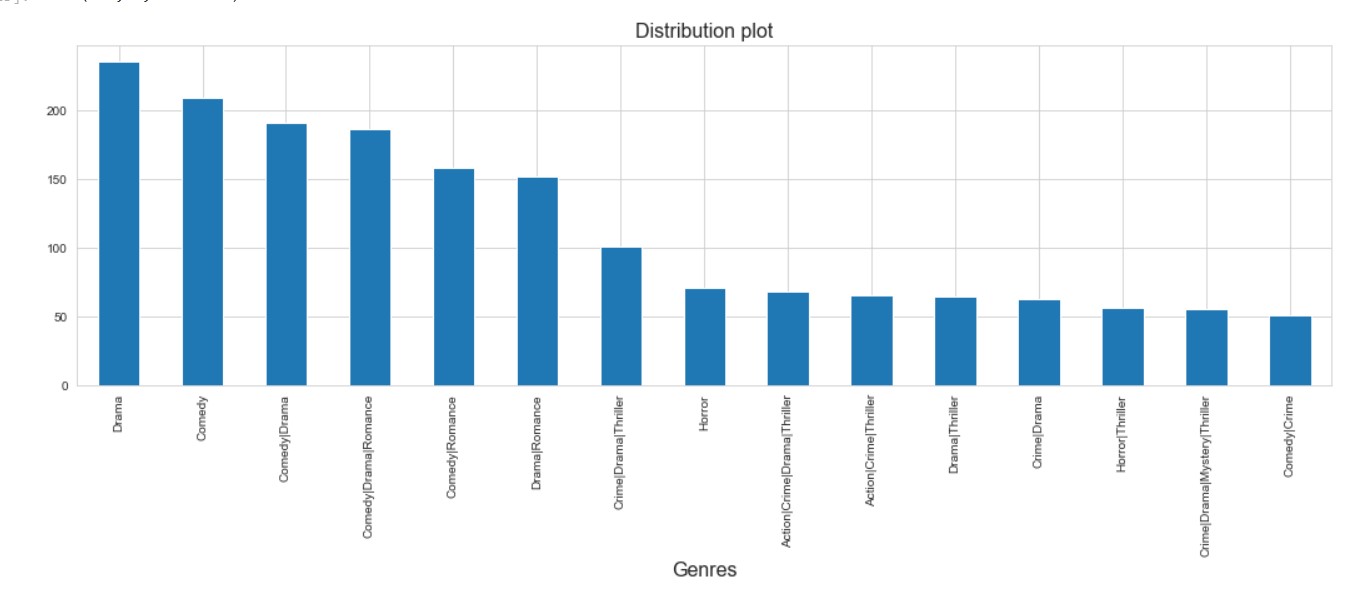 Distribution plot
200
150
100
50
0
Drama
Comedy
Comedy|Drama
Comedy|Drama|Romance
Comedy|Romance
Drama|Romance
Crime|Drama|Thriller
Horror
Action|Crime|Drama|Thriller
Action|Crime|Thriller
Drama|Thriller
Crime|Drama
Horror|Thriller
Crime|Drama|Mystery|Thriller
Comedy|Crime
Genres